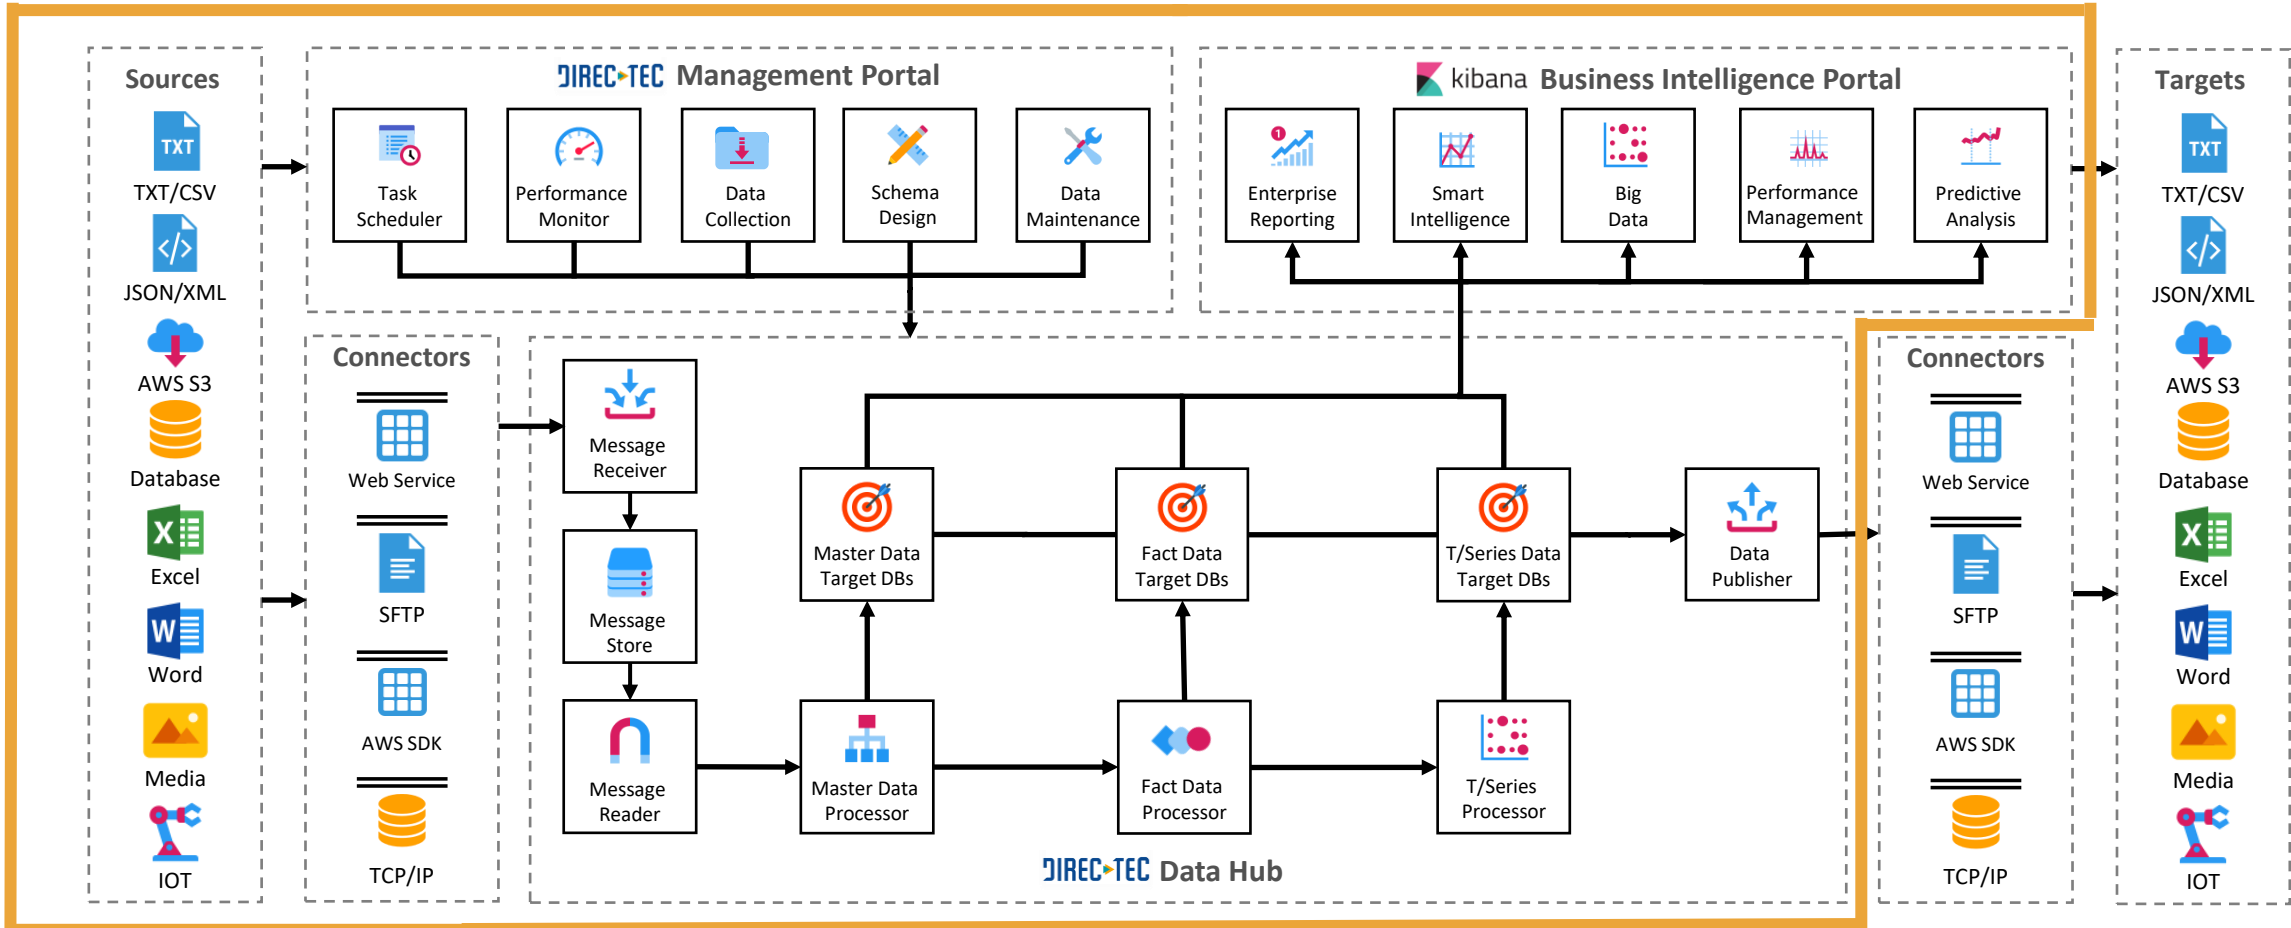 Sources
TXT
TXT/CSV
</>
JSON/XML
AWS S3
Database
X
Excel
W
Word
Media
IOT
DIREC TEC Management Portal
Task
Scheduler
Performance
Monitor
Data
Collection
Schema
Design
Data
Maintenance
kibana Business Intelligence Portal
1
Enterprise
Reporting
Smart
Intelligence
Big
Data
Performance
Management
Predictive
Analysis
Connectors
Web Service
SFTP
AWS SDK
TCP/IP
Message
Receiver
Message
Store
Message
Reader
Master Data
Target DBs
Fact Data
Target DBs
T/Series Data
Target DBs
Data
Publisher
Master Data
Processor
Fact Data
Processor
T/Series
Processor
DIREC TEC Data Hub
Connectors
Web Service
SFTP
AWS SDK
TCP/IP
Targets
TXT
TXT/CSV
</>
JSON/XML
AWS S3
Database
X
Excel
W
Word
Media
IOT